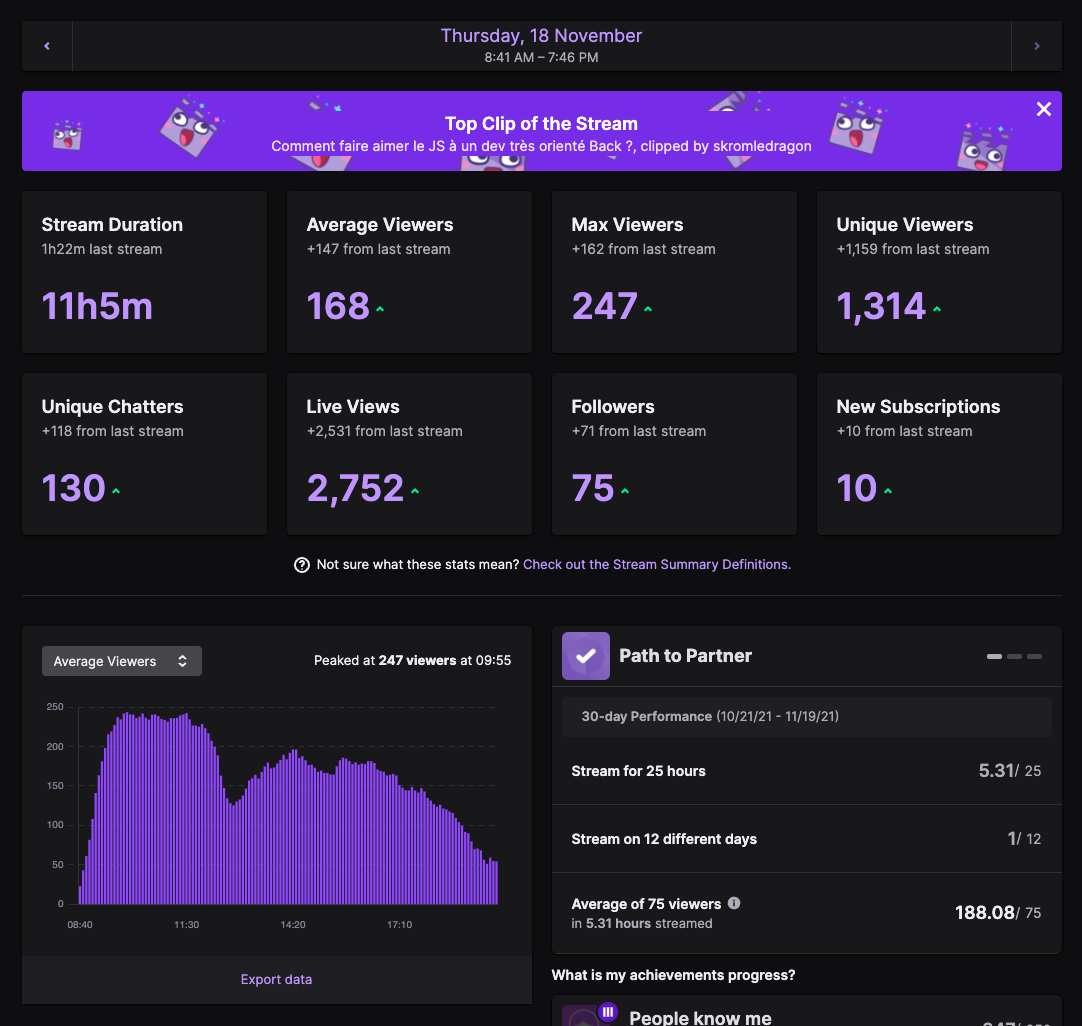 Thursday, 18 November
8:41 AM – 7:46 PM
Top Clip of the Stream
Comment faire aimer le JS à un dev très orienté Back ?, clipped by skromledragon
Stream Duration
1h22m last stream
11h5m
Average Viewers
+147 from last stream
168
Max Viewers
+162 from last stream
247
Unique Viewers
+1,159 from last stream
1,314
Unique Chatters
+118 from last stream
130
Live Views
+2,531 from last stream
2,752
Followers
+71 from last stream
75
New Subscriptions
+10 from last stream
10
Not sure what these stats mean? Check out the Stream Summary Definitions.
Average Viewers
Peaked at 247 viewers at 09:55
250
200
150
100
50
0
08:40 11:30 14:20 17:10
Export data
Path to Partner
30-day Performance (10/21/21 - 11/19/21)
Stream for 25 hours
5.31/ 25
Stream on 12 different days
1/ 12
Average of 75 viewers
in 5.31 hours streamed
188.08/ 75
What is my achievements progress?
III
People know me